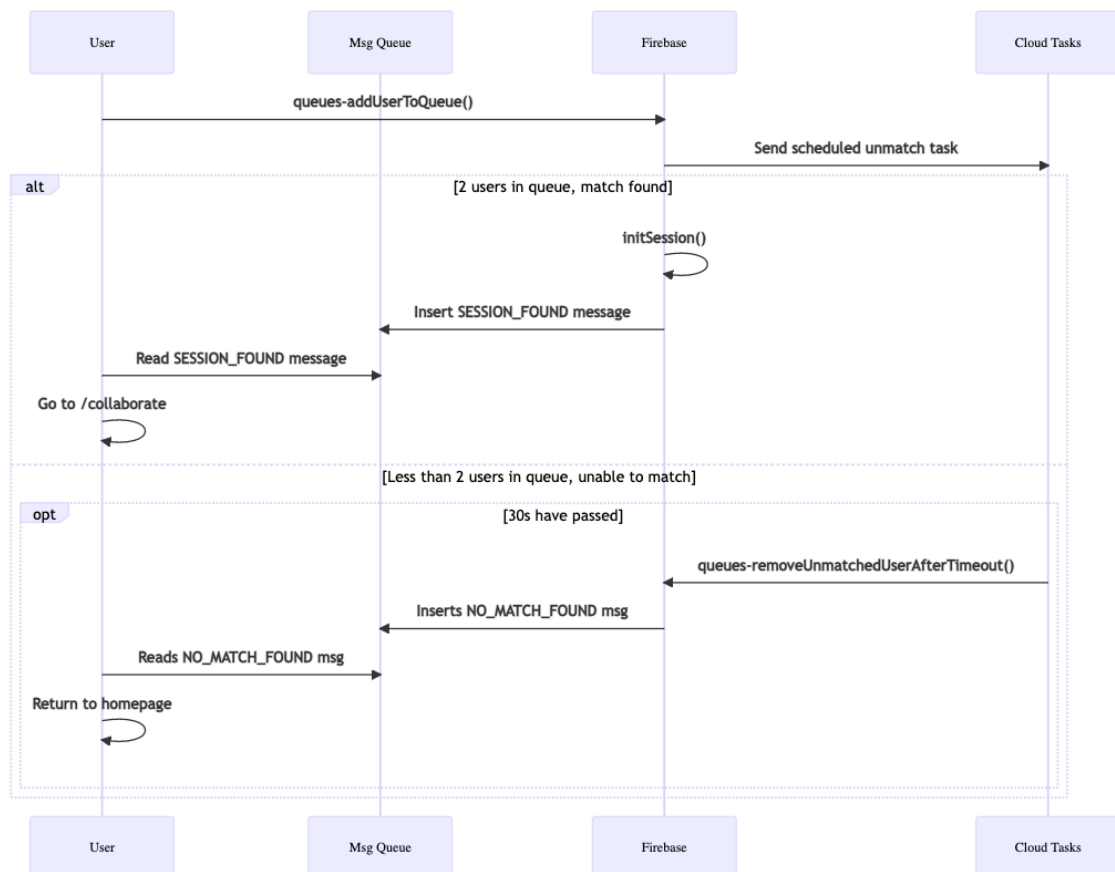 User
Msg Queue
Firebase
Cloud Tasks
queues-addUserToQueue()
Send scheduled unmatch task
alt
[2 users in queue, match found]
initSession()
Insert SESSION_FOUND message
Read SESSION_FOUND message
Go to /collaborate
[Less than 2 users in queue, unable to match]
opt
[30s have passed]
queues-removeUnmatchedUserAfterTimeout()
Inserts NO_MATCH_FOUND msg
Reads NO_MATCH_FOUND msg
Return to homepage
User
Msg Queue
Firebase
Cloud Tasks